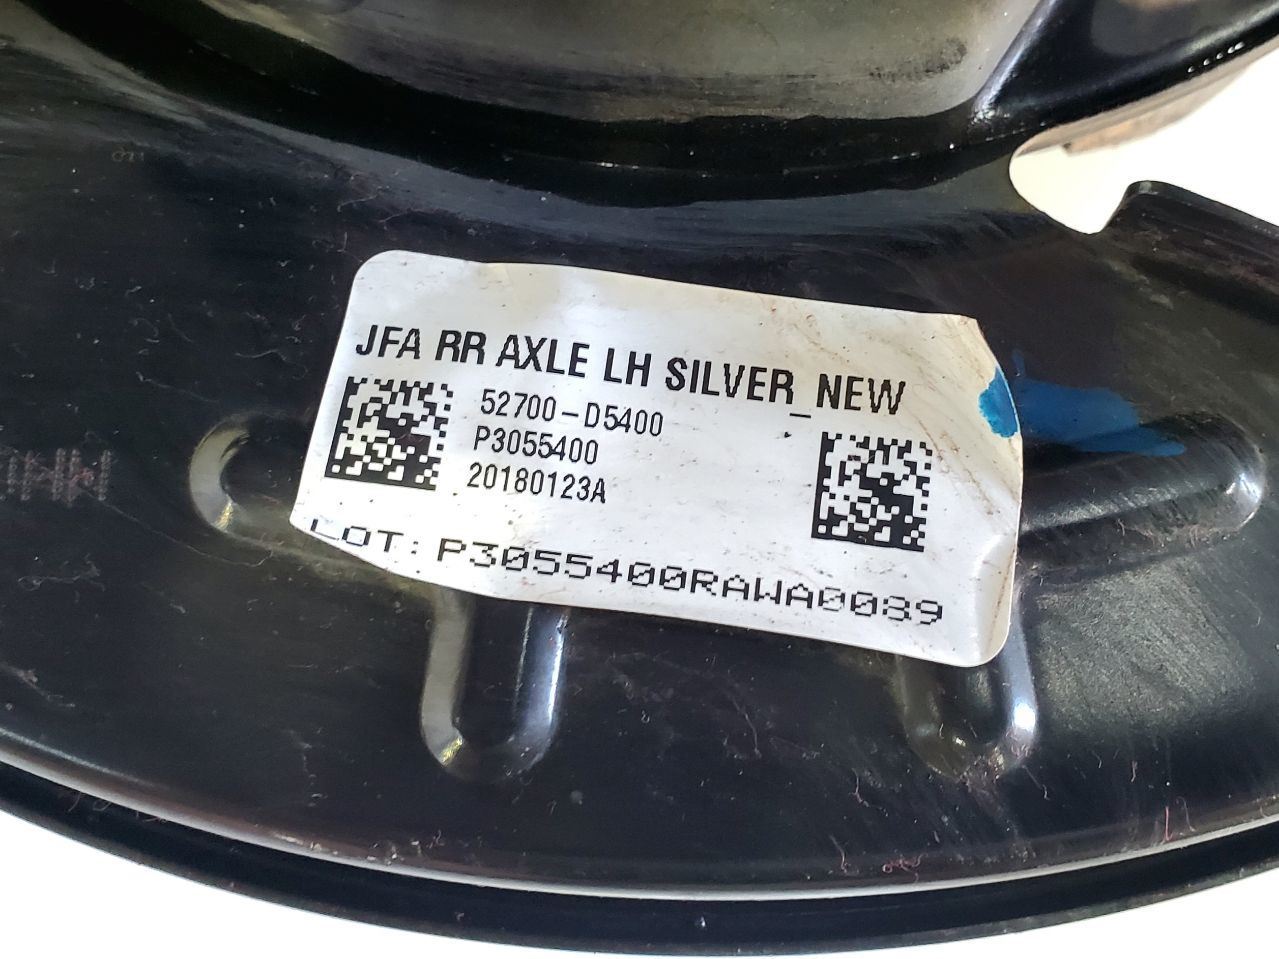 JFA RR AXLE LH SILVER_NEW
52700-D5400
P3055400
20180123A
LOT:P3055400RAWA0089